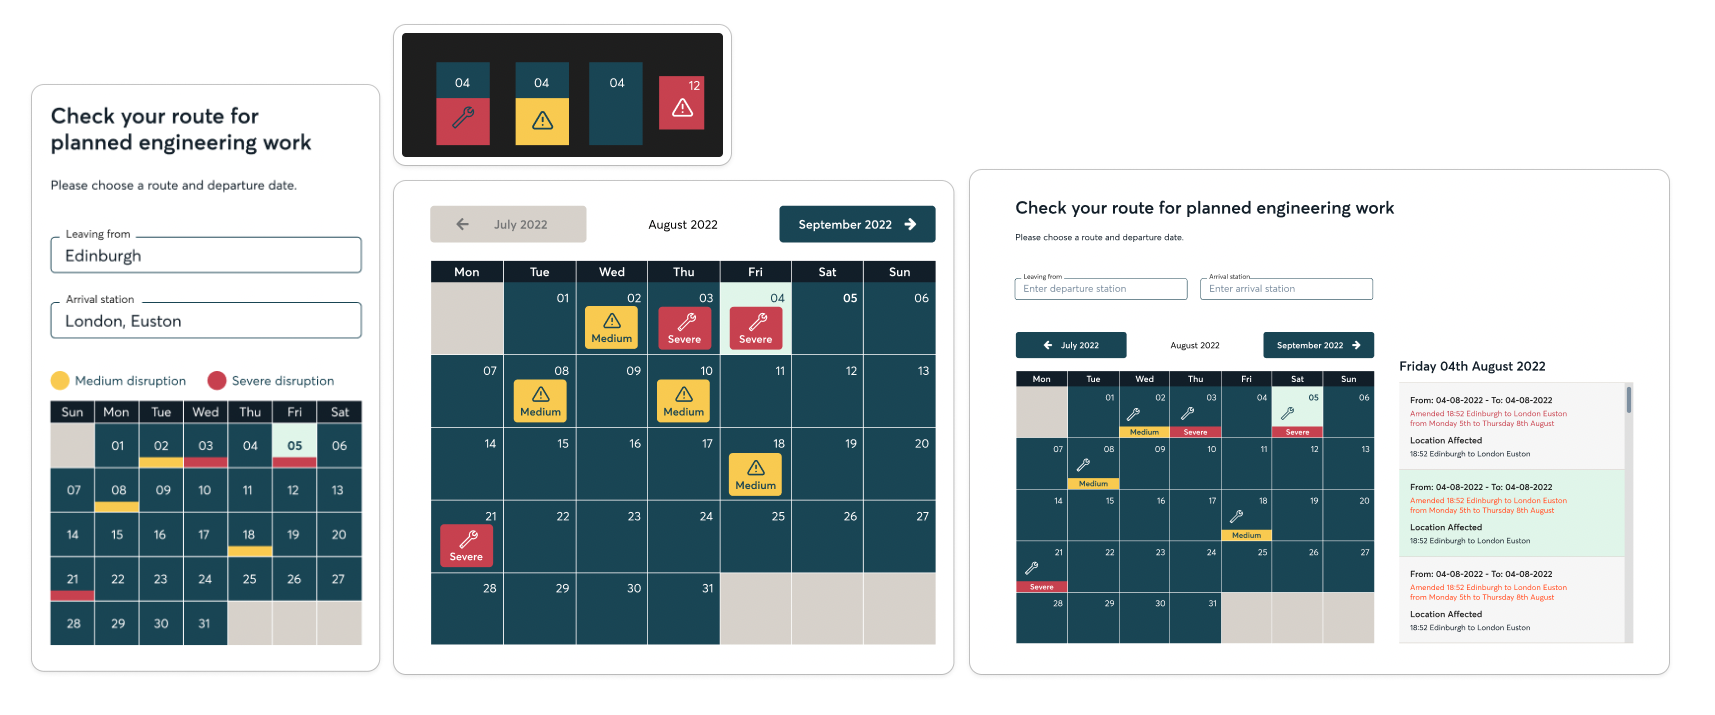 Check your route for
planned engineering work
Please choose a route and departure date.
Leaving from
Edinburgh
Arrival station
London, Euston
Medium disruption Severe disruption
Sun Mon Tue Wed Thu Fri Sat
01 02 03 04 05 06
07 08 09 10 11 12 13
14 15 16 17 18 19 20
21 22 23 24 25 26 27
28 29 30 31
04 04 04 12
July 2022 August 2022 September 2022
Mon Tue Wed Thu Fri Sat Sun
01 02 03 04 05 06
Medium Severe Severe
07 08 09 10 11 12 13
Medium Medium
14 15 16 17 18 19 20
Medium
21 22 23 24 25 26 27
Severe
28 29 30 31
Check your route for planned engineering work
Please choose a route and departure date.
Leaving from Arrival station
Enter departure station Enter arrival station
July 2022 August 2022 September 2022
Mon Tue Wed Thu Fri Sat Sun
01 02 03 04 05 06
Medium Severe Severe
07 08 09 10 11 12 13
Medium
14 15 16 17 18 19 20
Medium
21 22 23 24 25 26 27
Severe
28 29 30 31
Friday 04th August 2022
From: 04-08-2022 - To: 04-08-2022
Amended 18:52 Edinburgh to London Euston
from Monday 5th to Thursday 8th August
Location Affected
18:52 Edinburgh to London Euston
From: 04-08-2022 - To: 04-08-2022
Amended 18:52 Edinburgh to London Euston
from Monday 5th to Thursday 8th August
Location Affected
18:52 Edinburgh to London Euston
From: 04-08-2022 - To: 04-08-2022
Amended 18:52 Edinburgh to London Euston
from Monday 5th to Thursday 8th August
Location Affected
18:52 Edinburgh to London Euston